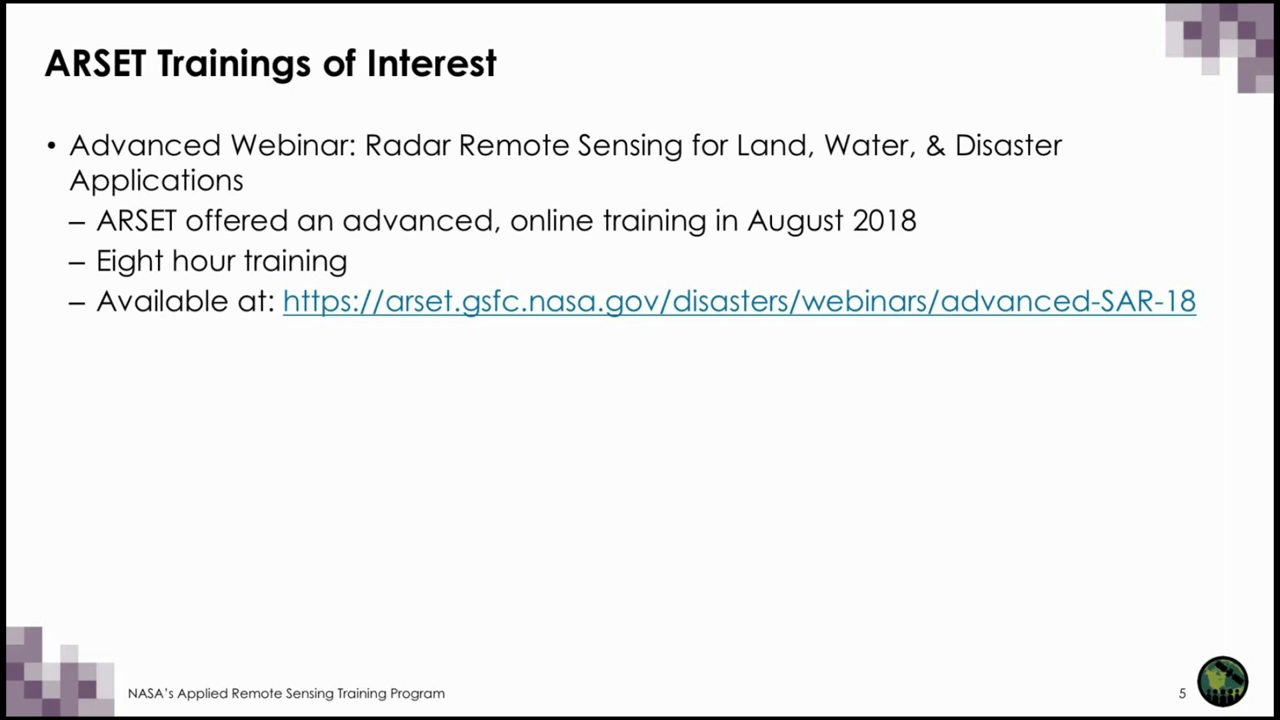 ARSET Trainings of Interest
• Advanced Webinar: Radar Remote Sensing for Land, Water, & Disaster
Applications
– ARSET offered an advanced, online training in August 2018
– Eight hour training
– Available at: https://arset.gsfc.nasa.gov/disasters/webinars/advanced-SAR-18
NASA's Applied Remote Sensing Training Program
5